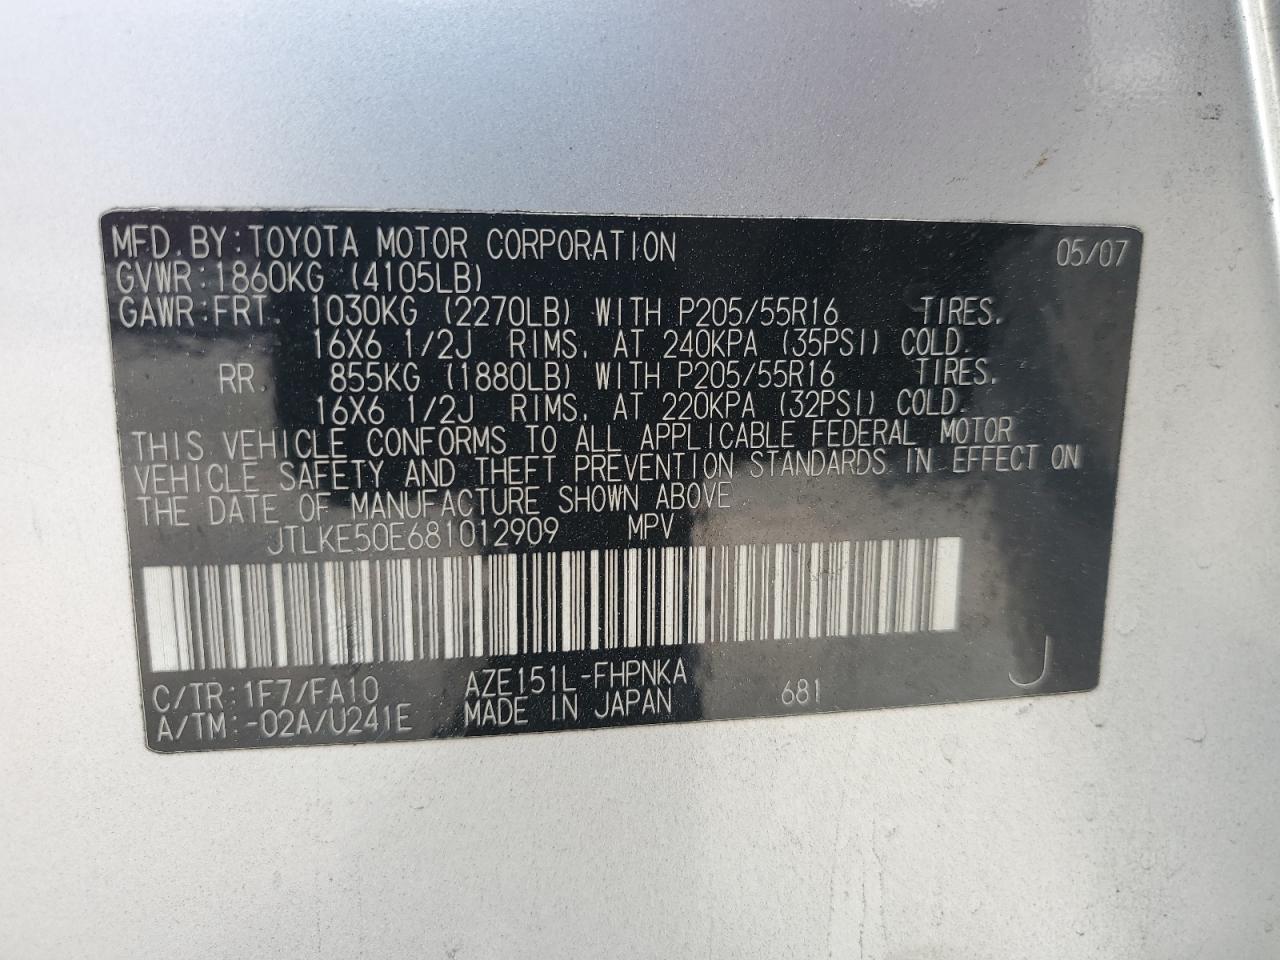 MFD. BY: TOYOTA MOTOR CORPORATION 05/07
GVWR: 1860KG (4105LB)
GAWR: FRT. 1030KG (2270LB) WITH P205/55R16 TIRES,
16X6 1/2J RIMS, AT 240KPA (35PSI) COLD.
RR. 855KG (1880LB) WITH P205/55R16 TIRES,
16X6 1/2J RIMS, AT 220KPA (32PSI) COLD.
THIS VEHICLE CONFORMS TO ALL APPLICABLE FEDERAL MOTOR
VEHICLE SAFETY AND THEFT PREVENTION STANDARDS IN EFFECT ON
THE DATE OF MANUFACTURE SHOWN ABOVE.
JTLKE50E681012909 MPV
C/TR: 1F7/FA10 AZE151L-FHPNKA 681 J
A/TM: -02A/U241E MADE IN JAPAN